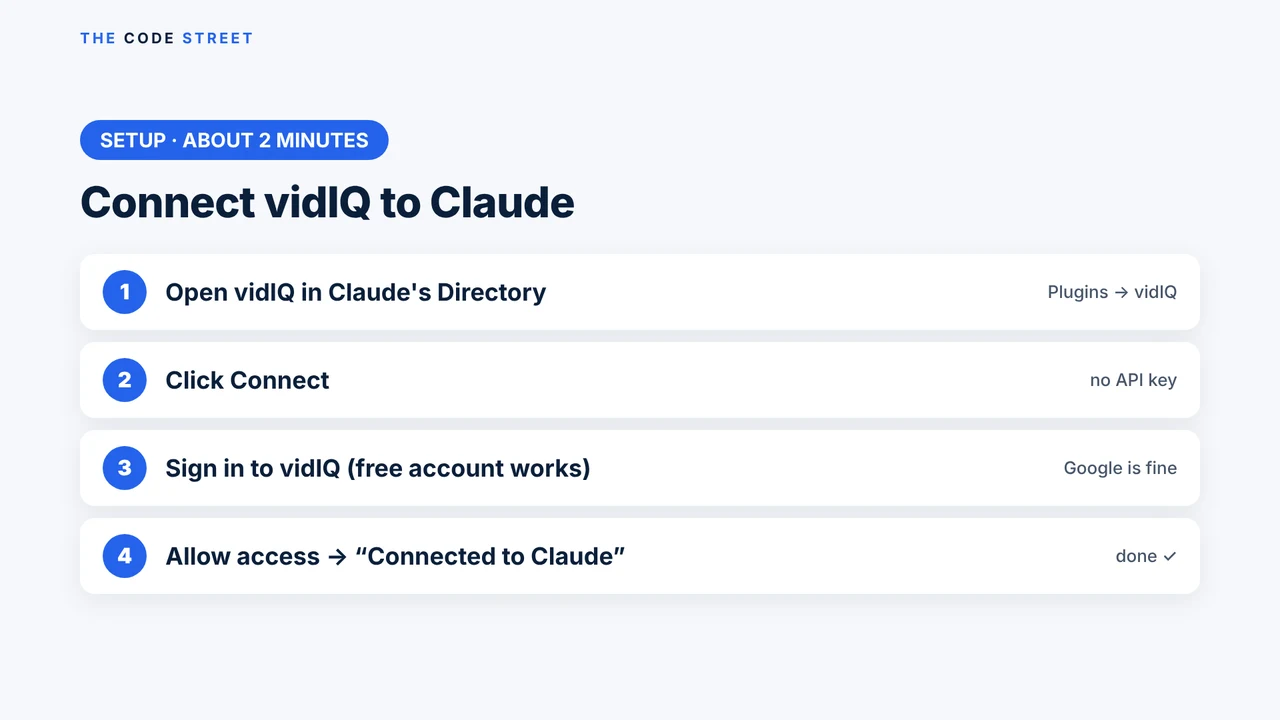 THE CODE STREET
SETUP · ABOUT 2 MINUTES
Connect vidIQ to Claude
1 Open vidIQ in Claude's Directory Plugins → vidIQ
2 Click Connect no API key
3 Sign in to vidIQ (free account works) Google is fine
4 Allow access → “Connected to Claude” done ✓